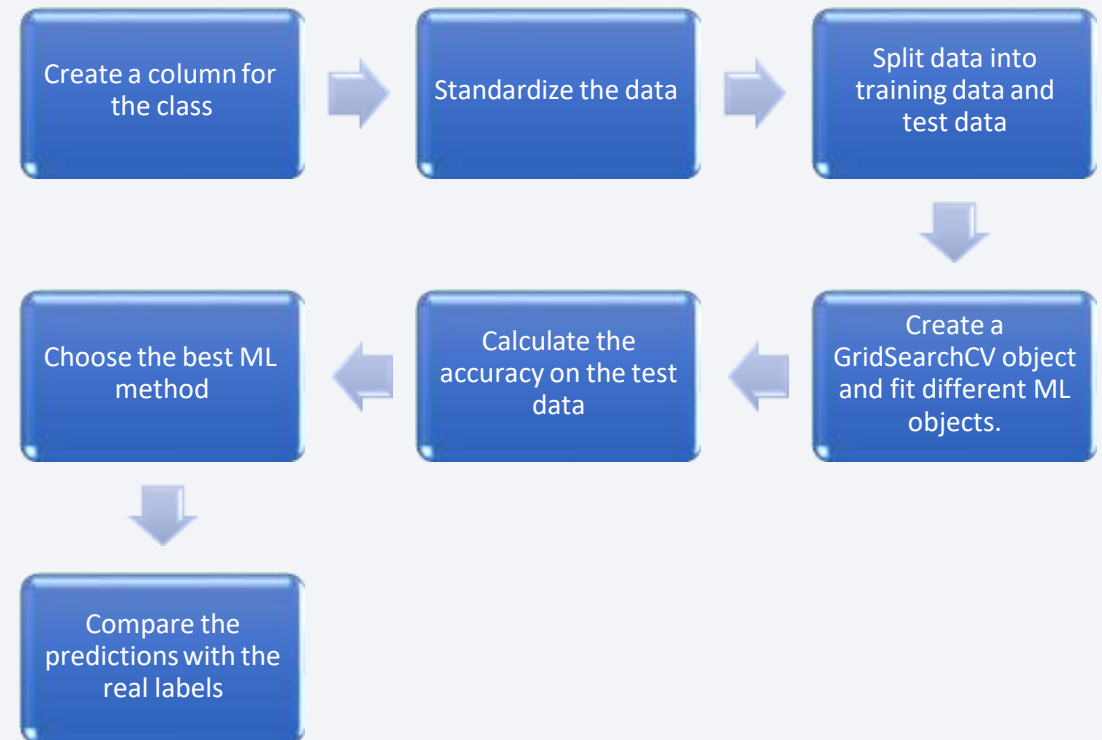 Create a column for
the class
Standardize the data
Split data into
training data and
test data
Create a
GridSearchCV object
and fit different ML
objects.
Calculate the
accuracy on the test
data
Choose the best ML
method
Compare the
predictions with the
real labels